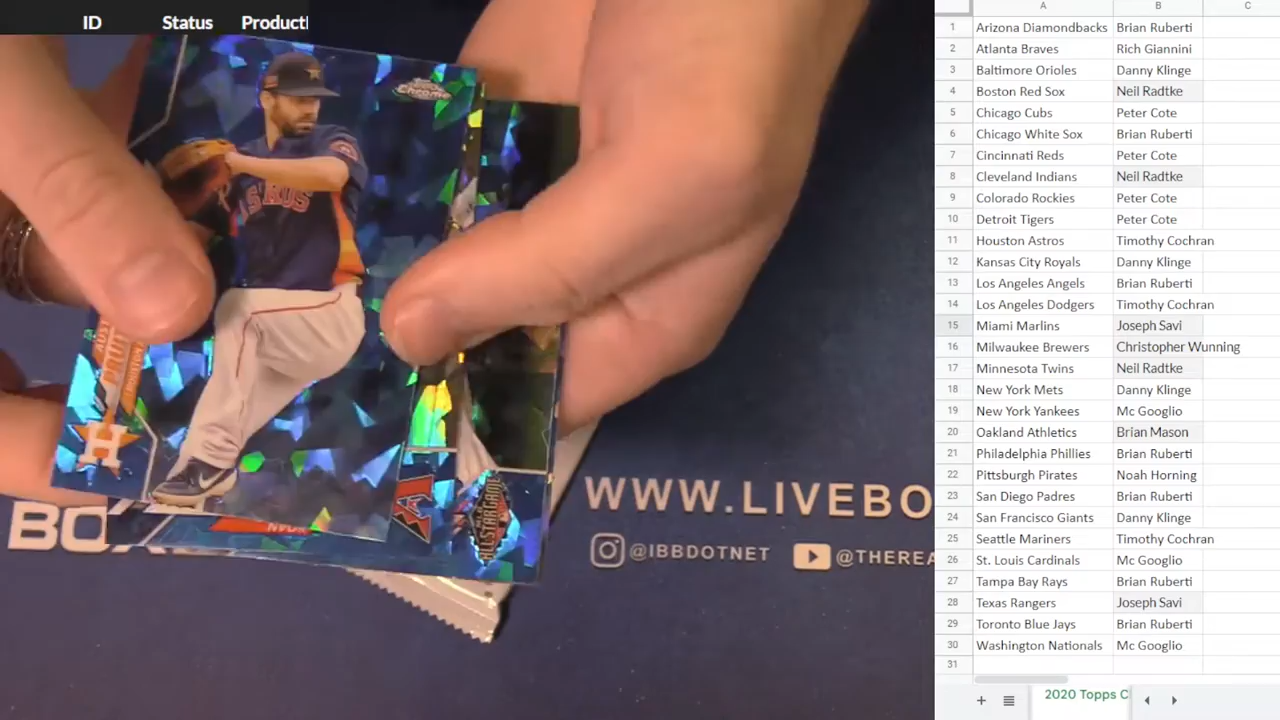 ID Status Producti
Topps
Chrome
ASTROS
H
ALL STAR GAME
BO
WWW.LIVEBO
@IBBDOTNET @THEREA
A B C
1 Arizona Diamondbacks Brian Ruberti
2 Atlanta Braves Rich Giannini
3 Baltimore Orioles Danny Klinge
4 Boston Red Sox Neil Radtke
5 Chicago Cubs Peter Cote
6 Chicago White Sox Brian Ruberti
7 Cincinnati Reds Peter Cote
8 Cleveland Indians Neil Radtke
9 Colorado Rockies Peter Cote
10 Detroit Tigers Peter Cote
11 Houston Astros Timothy Cochran
12 Kansas City Royals Danny Klinge
13 Los Angeles Angels Brian Ruberti
14 Los Angeles Dodgers Timothy Cochran
15 Miami Marlins Joseph Savi
16 Milwaukee Brewers Christopher Wunning
17 Minnesota Twins Neil Radtke
18 New York Mets Danny Klinge
19 New York Yankees Mc Googlio
20 Oakland Athletics Brian Mason
21 Philadelphia Phillies Brian Ruberti
22 Pittsburgh Pirates Noah Horning
23 San Diego Padres Brian Ruberti
24 San Francisco Giants Danny Klinge
25 Seattle Mariners Timothy Cochran
26 St. Louis Cardinals Mc Googlio
27 Tampa Bay Rays Brian Ruberti
28 Texas Rangers Joseph Savi
29 Toronto Blue Jays Brian Ruberti
30 Washington Nationals Mc Googlio
31
2020 Topps C